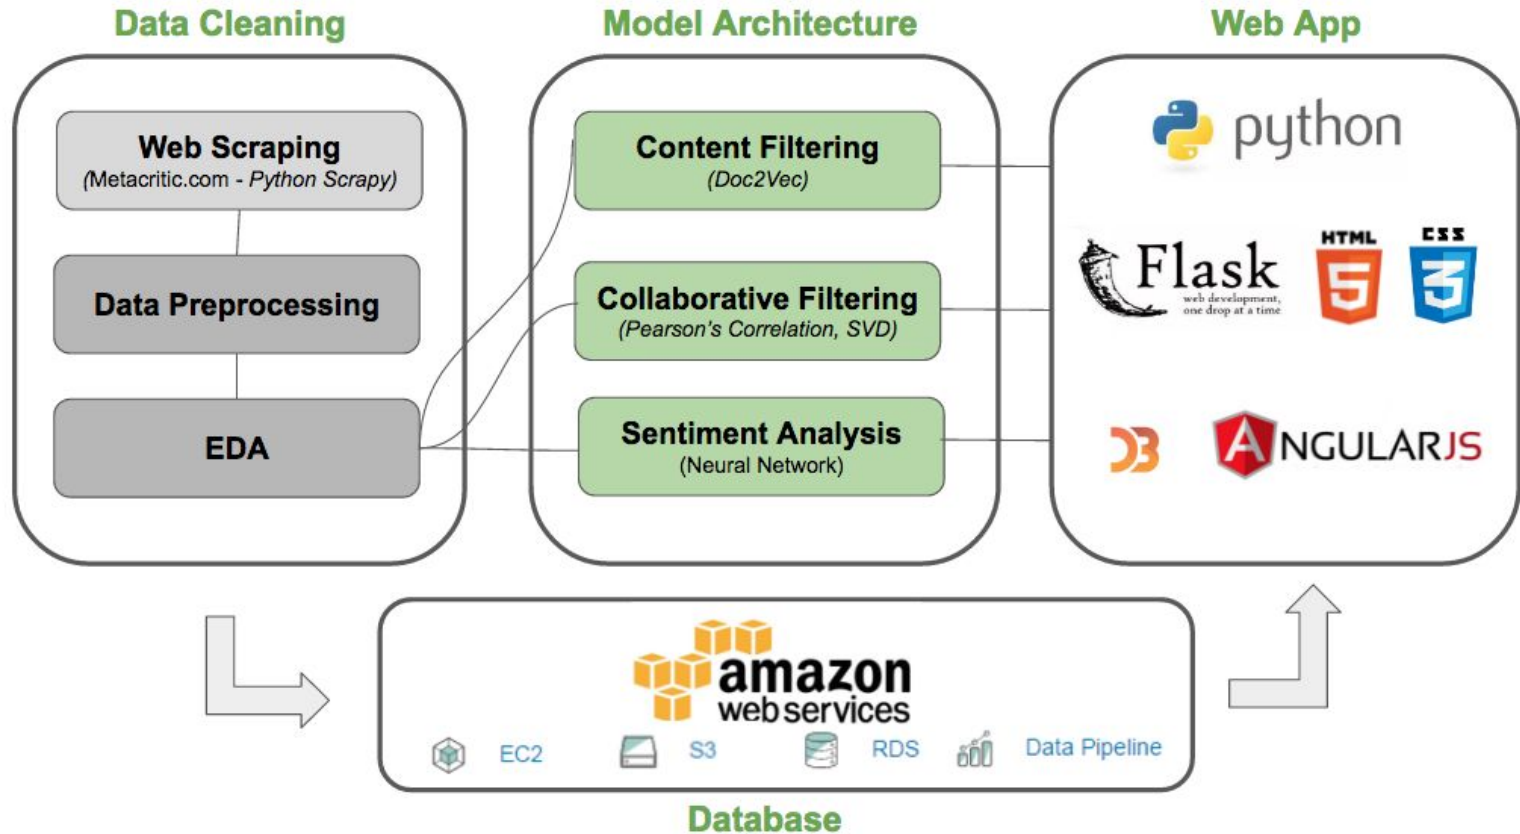 Data Cleaning
Model Architecture
Web App
Web Scraping
(Metacritic.com - Python Scrapy)
Data Preprocessing
EDA
Content Filtering
(Doc2Vec)
Collaborative Filtering
(Pearson's Correlation, SVD)
Sentiment Analysis
(Neural Network)
python
Flask
web development,
one drop at a time
HTML
5
CSS
3
D3
ANGULARJS
amazon
web services
EC2
S3
RDS
Data Pipeline
Database